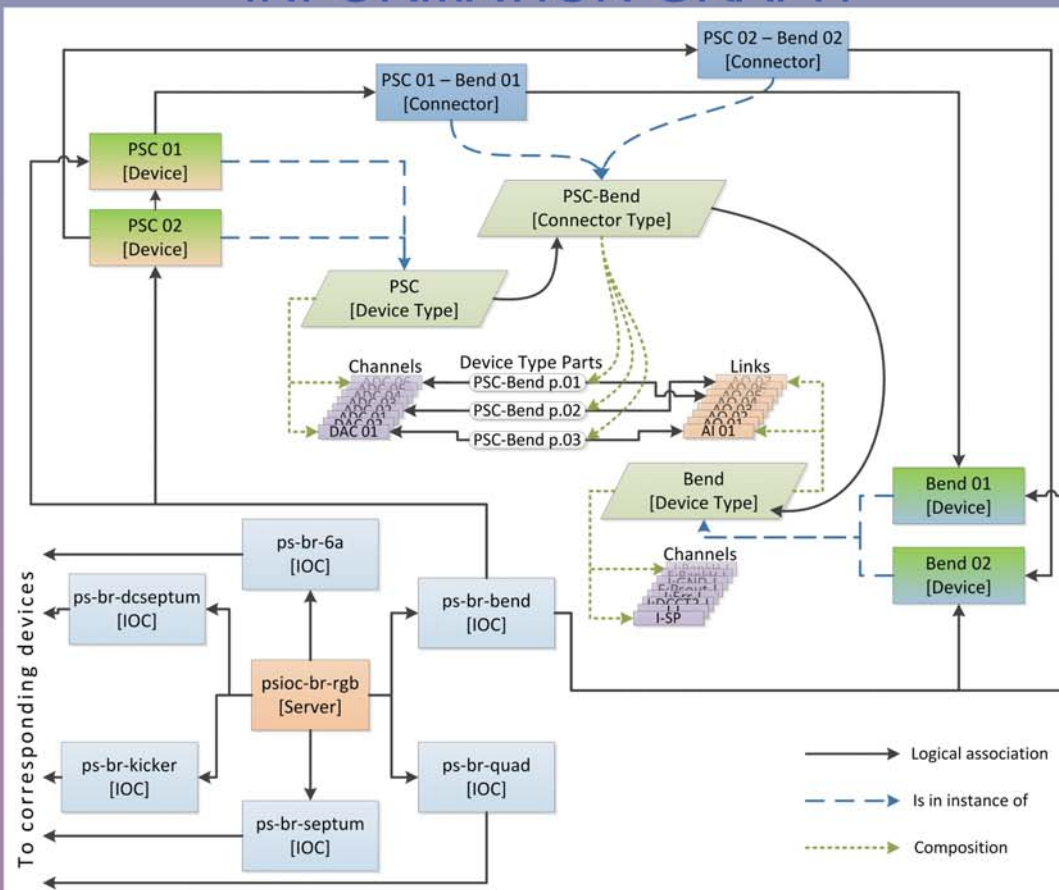 INFORMATION GRAPH
PSC 02 – Bend 02
[Connector]
PSC 01 – Bend 01
[Connector]
PSC 01
[Device]
PSC 02
[Device]
PSC-Bend
[Connector Type]
PSC
[Device Type]
Channels
Device Type Parts
Links
PSC-Bend p.01
PSC-Bend p.02
PSC-Bend p.03
DAC 01
AI 01
Bend
[Device Type]
Bend 01
[Device]
Bend 02
[Device]
Channels
I-SP
ps-br-6a
[IOC]
ps-br-dcseptum
[IOC]
ps-br-bend
[IOC]
psioc-br-rgb
[Server]
ps-br-kicker
[IOC]
ps-br-quad
[IOC]
ps-br-septum
[IOC]
To corresponding devices
Logical association
Is in instance of
Composition